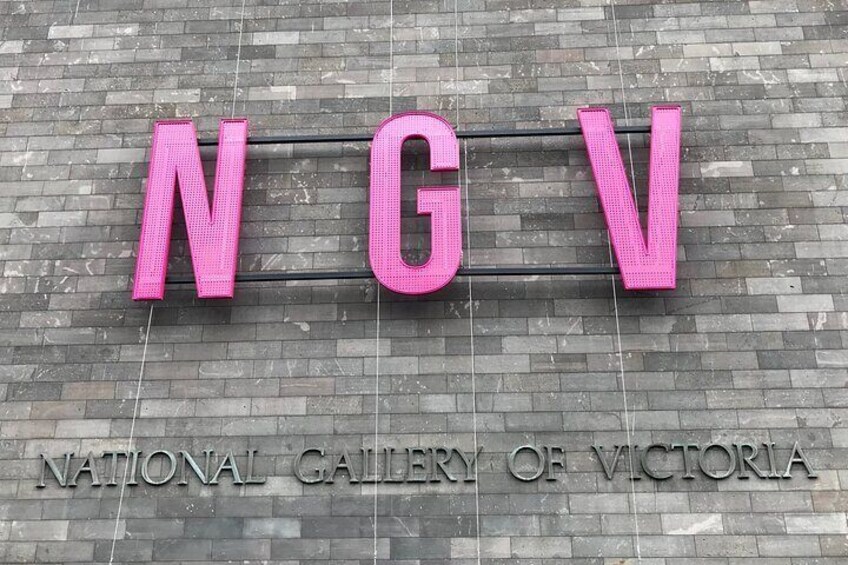 NGV
NATIONAL GALLERY OF VICTORIA